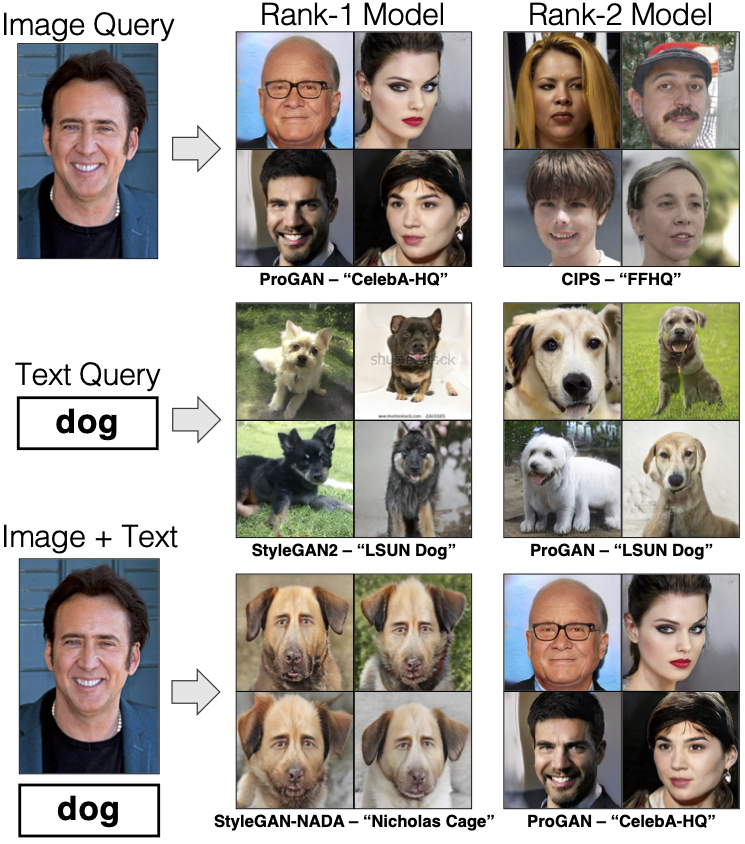 Image Query
Rank-1 Model
Rank-2 Model
ProGAN – “CelebA-HQ”
CIPS – “FFHQ”
Text Query
dog
StyleGAN2 – “LSUN Dog”
ProGAN – “LSUN Dog”
Image + Text
dog
StyleGAN-NADA – “Nicholas Cage”
ProGAN – “CelebA-HQ”